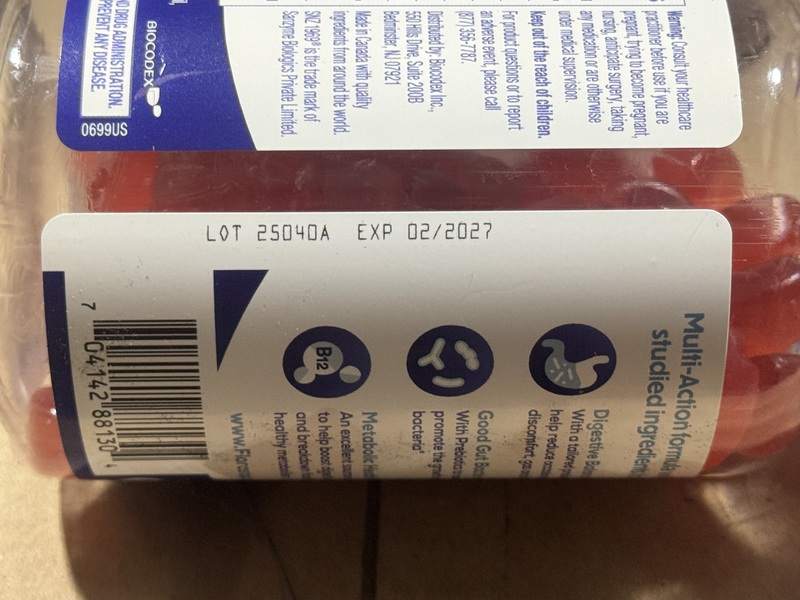 Warning: Consult your healthcare
practitioner before use if you are
pregnant, trying to become pregnant,
nursing, anticipate surgery, taking
any medication or are otherwise
under medical supervision.
Keep out of the reach of children.
For product questions or to report
an adverse event, please call
(877) 356-7787.
Distributed by: Biocodex Inc,
550 Hills Drive, Suite 200B
Bedminster, NJ 07921
Made in Canada with quality
ingredients from around the world.
SNZ 1969® is the trade mark of
Sanzyme Biologics Private Limited.
BIOCODEX
DRUG ADMINISTRATION.
PREVENT ANY DISEASE.
0699US
LOT 25040A EXP 02/2027
Multi-Action
studied
Digestive
With a
help reduce
discomfort,
Good Gut
With
promote the
bacteria
B12
Metabolic
An excellent
to help boost
and
healthy
7 04142 88130 4